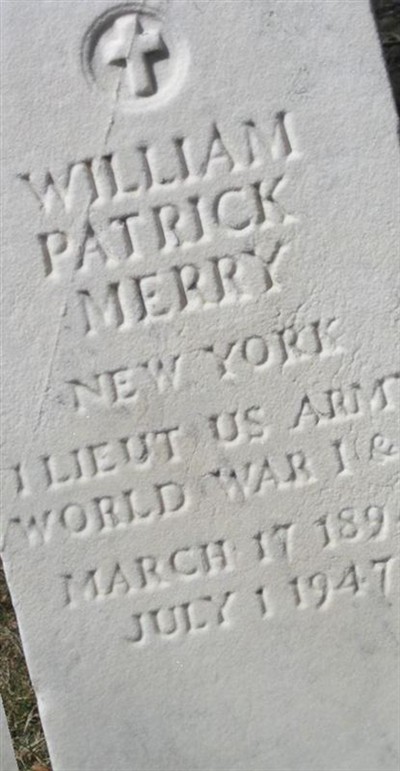 WILLIAM
PATRICK
MERRY
NEW YORK
1 LIEUT US ARMY
WORLD WAR I &
MARCH 17 189
JULY 1 1947